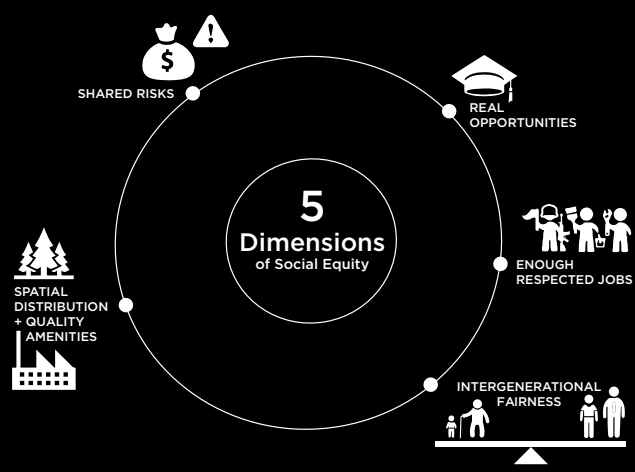 SHARED RISKS
REAL
OPPORTUNITIES
5
Dimensions
of Social Equity
ENOUGH
RESPECTED JOBS
SPATIAL
DISTRIBUTION
+ QUALITY
AMENITIES
INTERGENERATIONAL
FAIRNESS
$
!